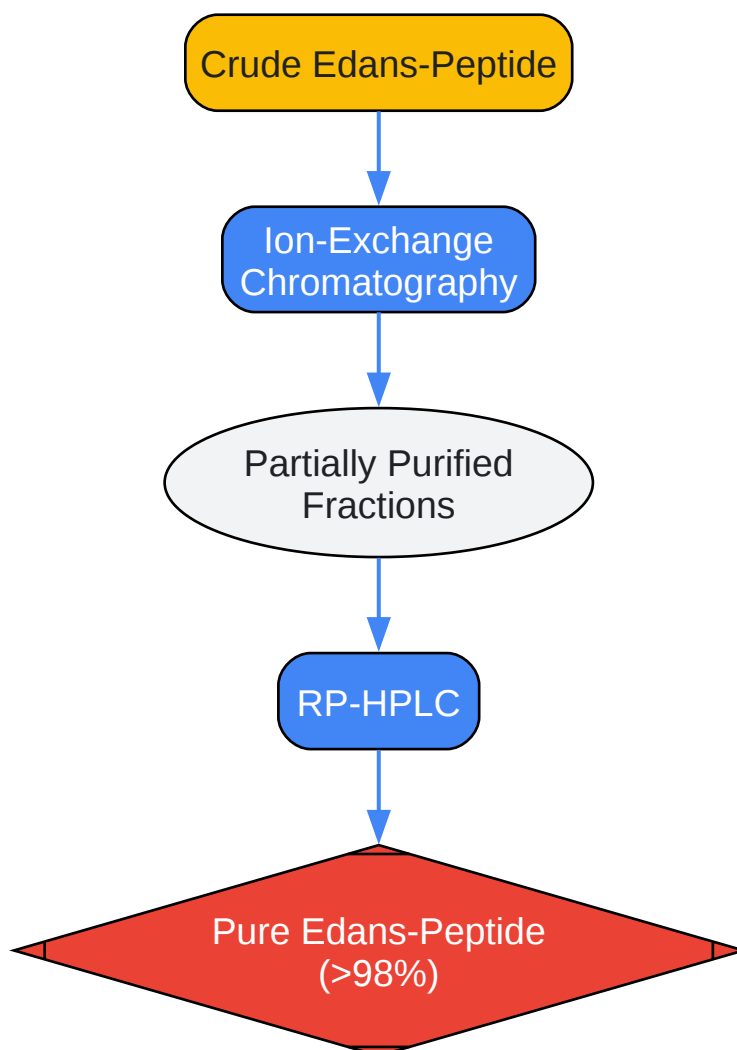 Crude Edans-Peptide
Ion-Exchange
Chromatography
Partially Purified
Fractions
RP-HPLC
Pure Edans-Peptide
(>98%)